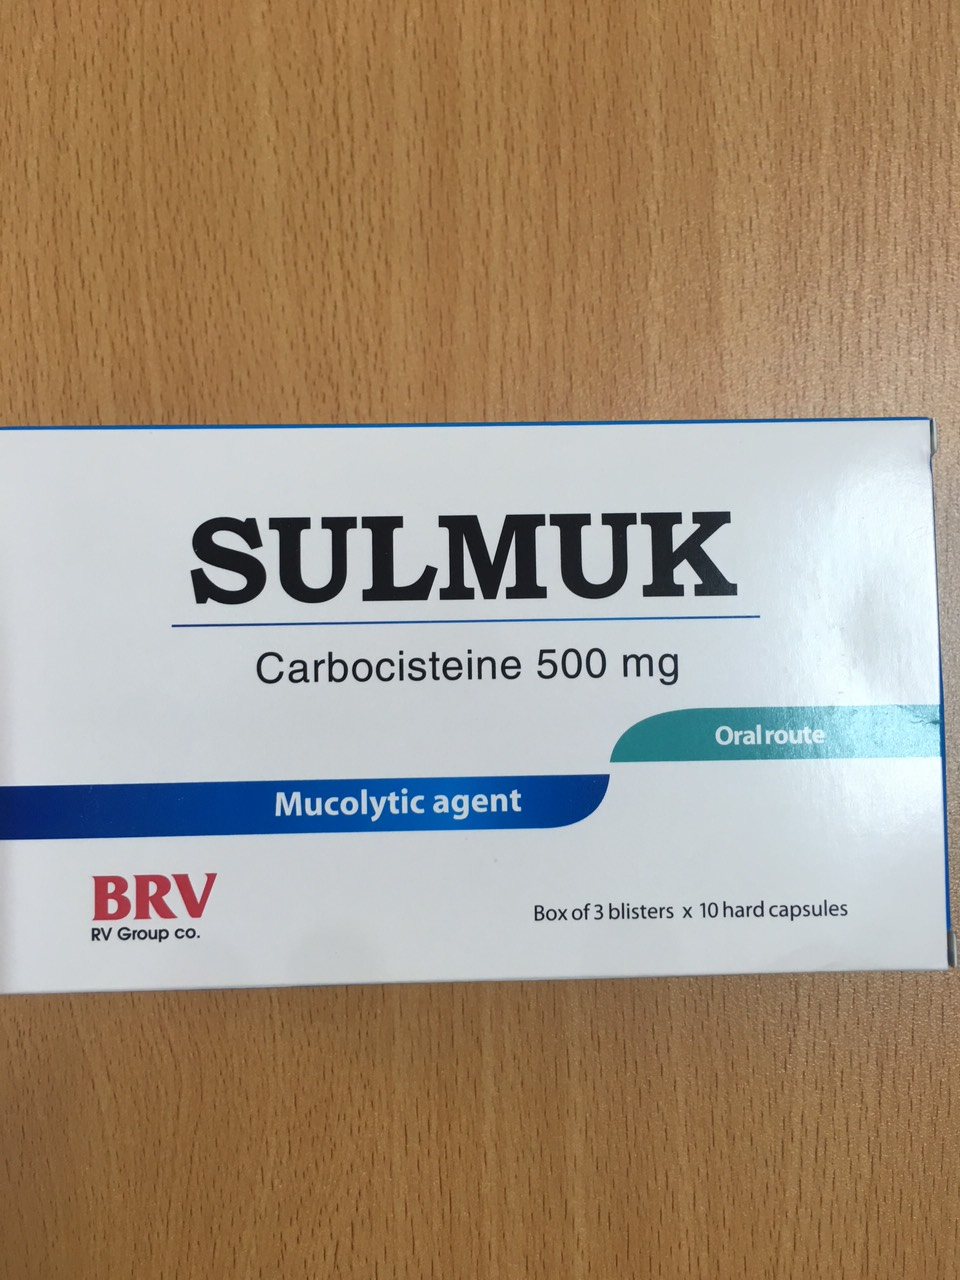 SULMUK
Carbocisteine 500 mg
Oral route
Mucolytic agent
BRV
RV Group co.
Box of 3 blisters x 10 hard capsules